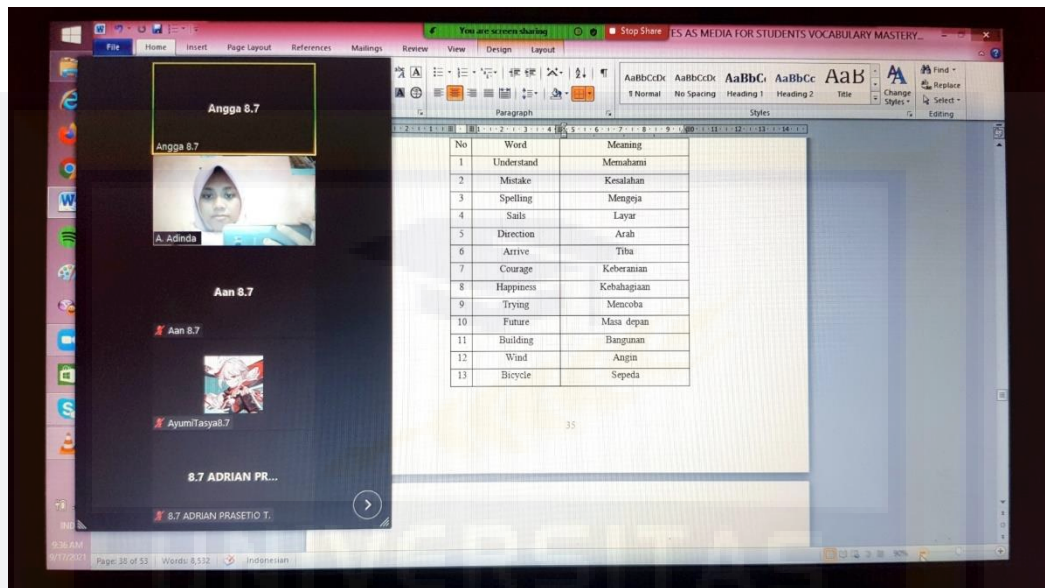 You are screen sharing
Stop Share
ES AS MEDIA FOR STUDENTS VOCABULARY MASTERY...
File Home Insert Page Layout References Mailings Review View Design Layout
AaBbCcDc AaBbCcDc AaBbC AaBbCc AaB
¶ Normal No Spacing Heading 1 Heading 2 Title
Change Styles
Find
Replace
Select
Paragraph Styles Editing
Angga 8.7
Angga 8.7
A. Adinda
Aan 8.7
Aan 8.7
AyumiTasya8.7
8.7 ADRIAN PR...
8.7 ADRIAN PRASETIO T.
No Word Meaning
1 Understand Memahami
2 Mistake Kesalahan
3 Spelling Mengeja
4 Sails Layar
5 Direction Arah
6 Arrive Tiba
7 Courage Keberanian
8 Happiness Kebahagiaan
9 Trying Mencoba
10 Future Masa depan
11 Building Bangunan
12 Wind Angin
13 Bicycle Sepeda
35
IND
9:36 AM
9/17/2021
Page: 38 of 53 Words: 8,532 Indonesian
90%